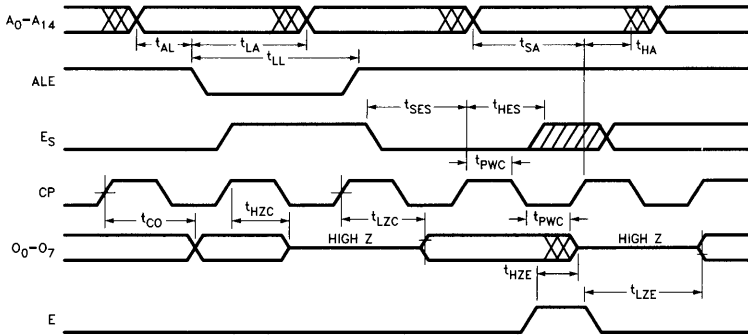 A0–A14
tAL
tLA
tSA
tHA
tLL
ALE
tSES
tHES
ES
tPWC
CP
tCO
tHZC
tLZC
tPWC
O0–O7
HIGH Z
HIGH Z
tHZE
tLZE
E